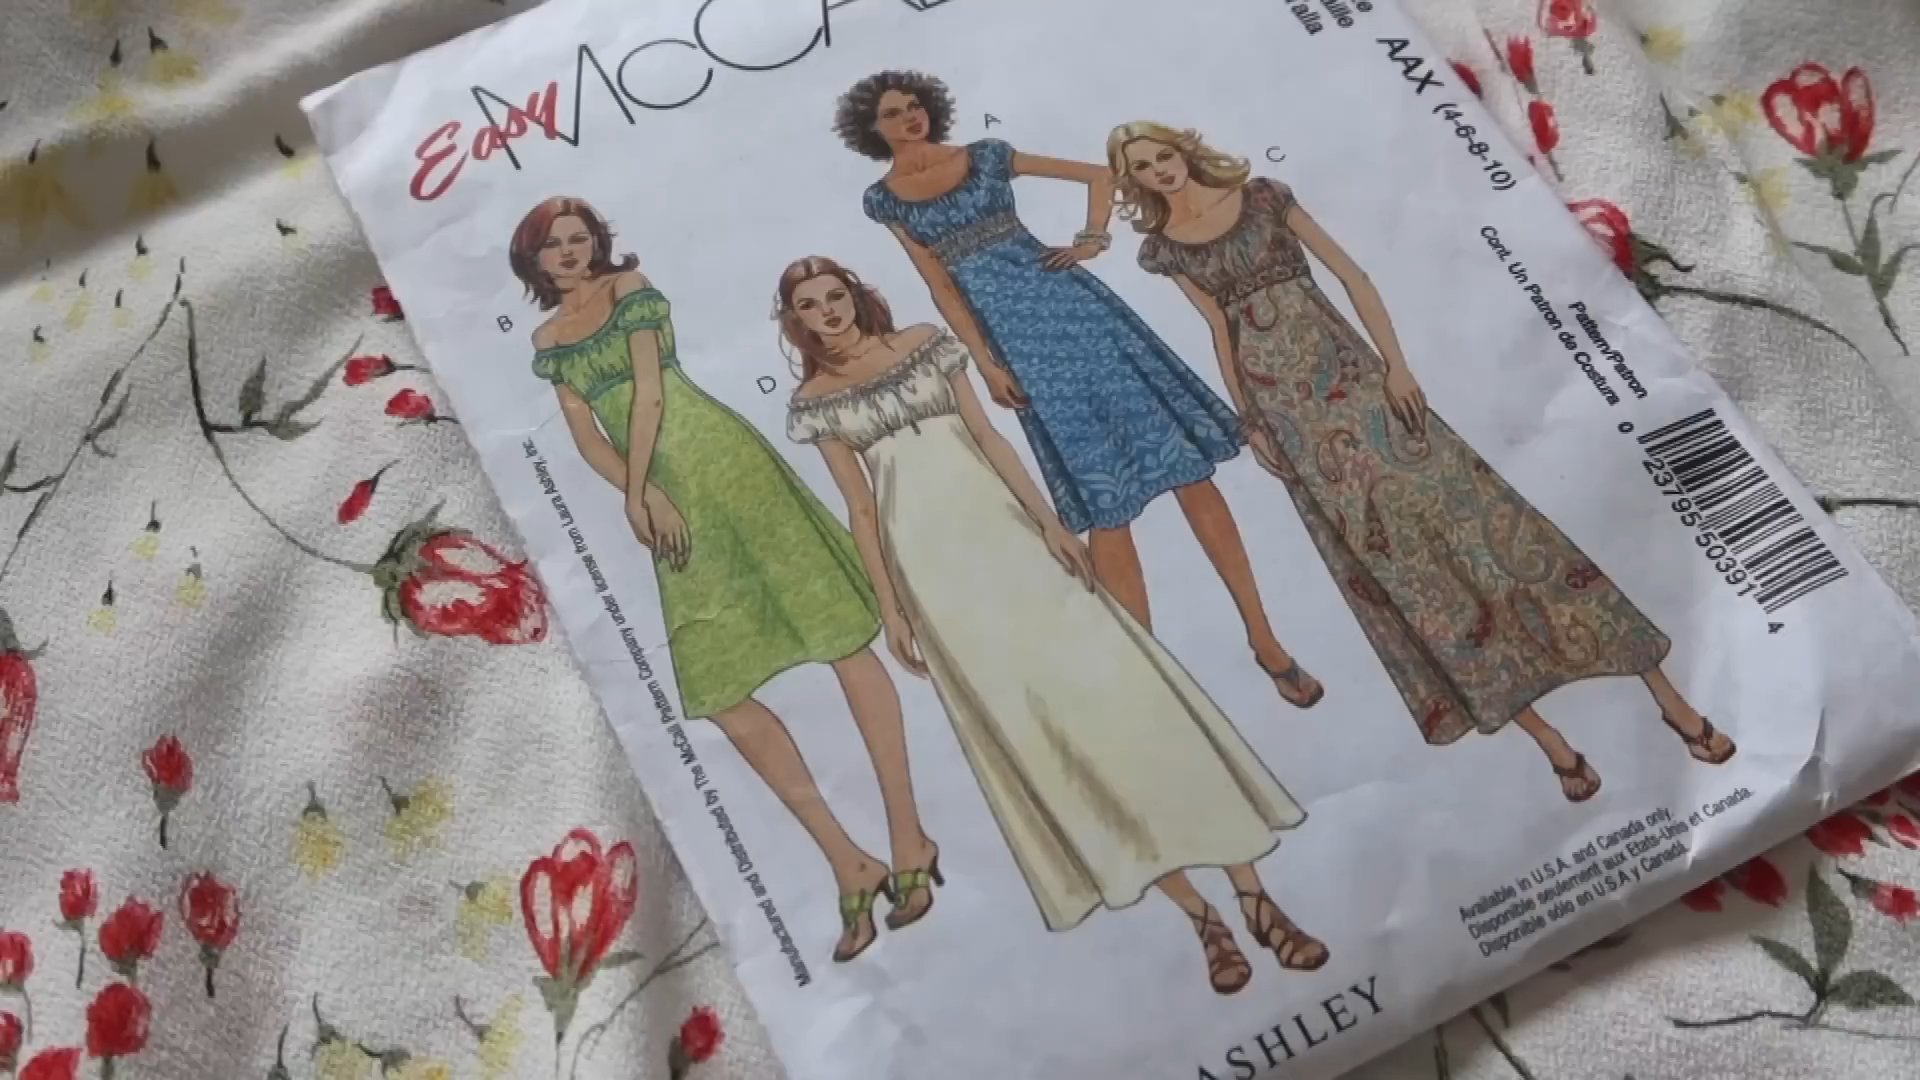 Easy McCA
Talla
AAX (4-6-8-10)
A
C
B
D
Pattern/Patron
Cont. Un Patron de Costura
0 23795 50391 4
Manufactured and Distributed by The McCall Pattern Company under license from Laura Ashley, Inc.
Available in U.S.A. and Canada only.
Disponible seulement aux Etats-Unis et Canada.
Disponible sólo en U.S.A y Canadá.
ASHLEY